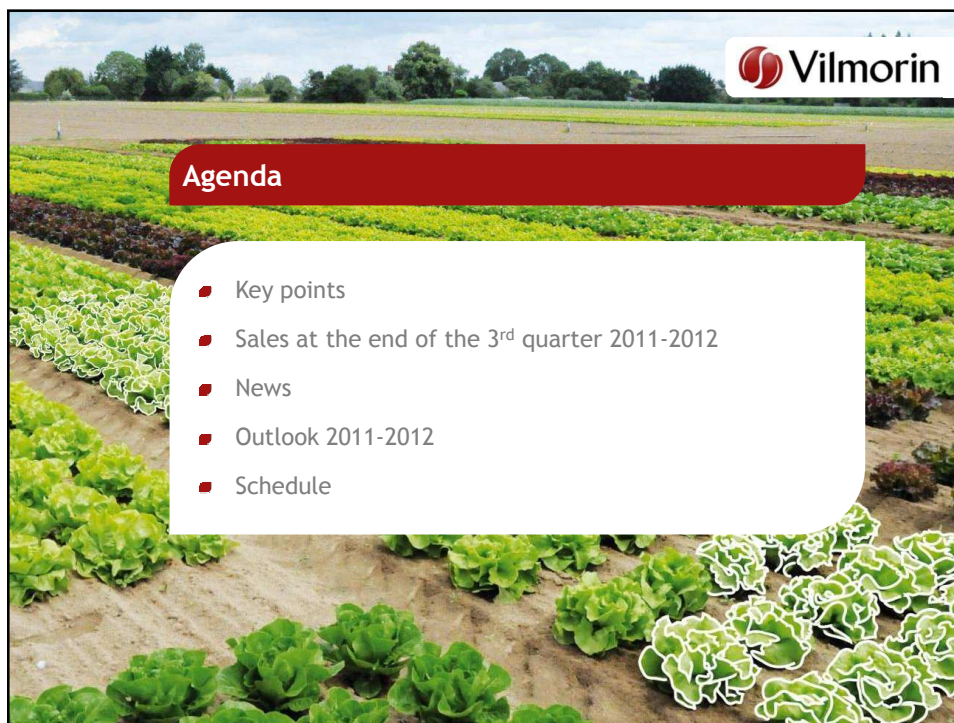 Vilmorin
Agenda
Key points
Sales at the end of the 3rd quarter 2011-2012
News
Outlook 2011-2012
Schedule